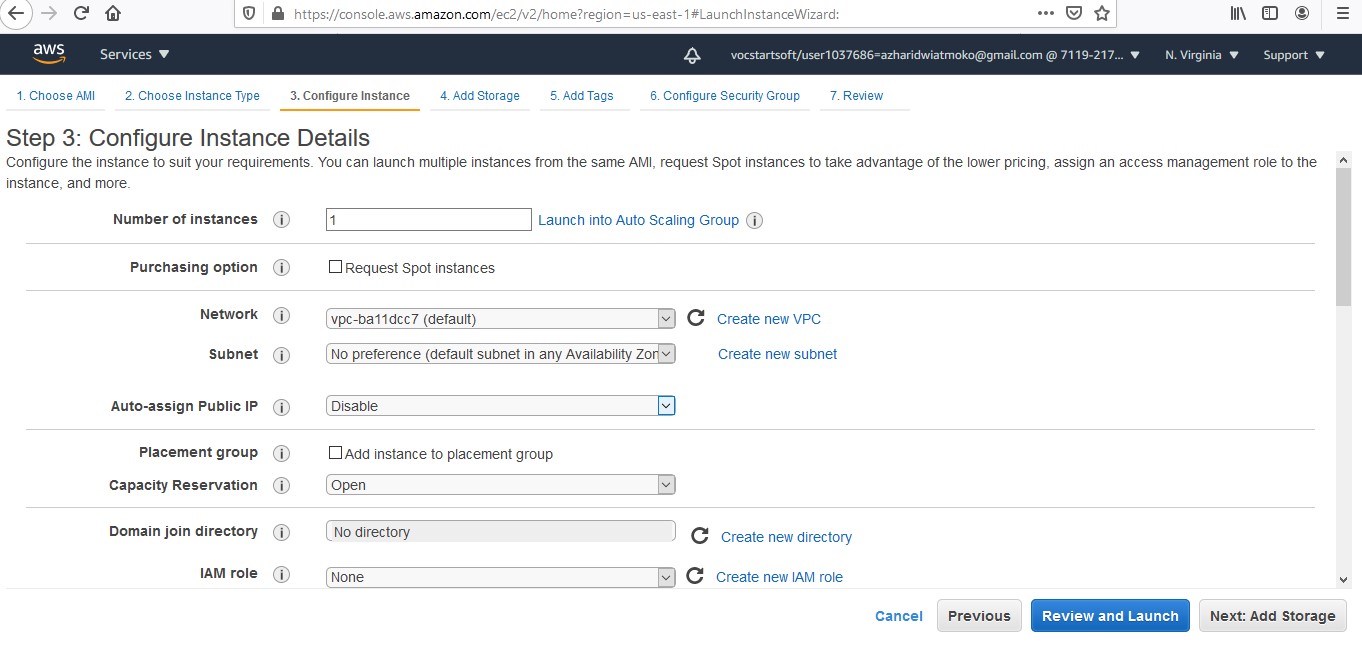 https://console.aws.amazon.com/ec2/v2/home?region=us-east-1#LaunchInstanceWizard:
aws Services vocstartsoft/user1037686=azharidwiatmoko@gmail.com @ 7119-217... N. Virginia Support
1. Choose AMI 2. Choose Instance Type 3. Configure Instance 4. Add Storage 5. Add Tags 6. Configure Security Group 7. Review
Step 3: Configure Instance Details
Configure the instance to suit your requirements. You can launch multiple instances from the same AMI, request Spot instances to take advantage of the lower pricing, assign an access management role to the
instance, and more.
Number of instances i 1 Launch into Auto Scaling Group i
Purchasing option i Request Spot instances
Network i vpc-ba11dcc7 (default) Create new VPC
Subnet i No preference (default subnet in any Availability Zon Create new subnet
Auto-assign Public IP i Disable
Placement group i Add instance to placement group
Capacity Reservation i Open
Domain join directory i No directory Create new directory
IAM role i None Create new IAM role
Cancel Previous Review and Launch Next: Add Storage